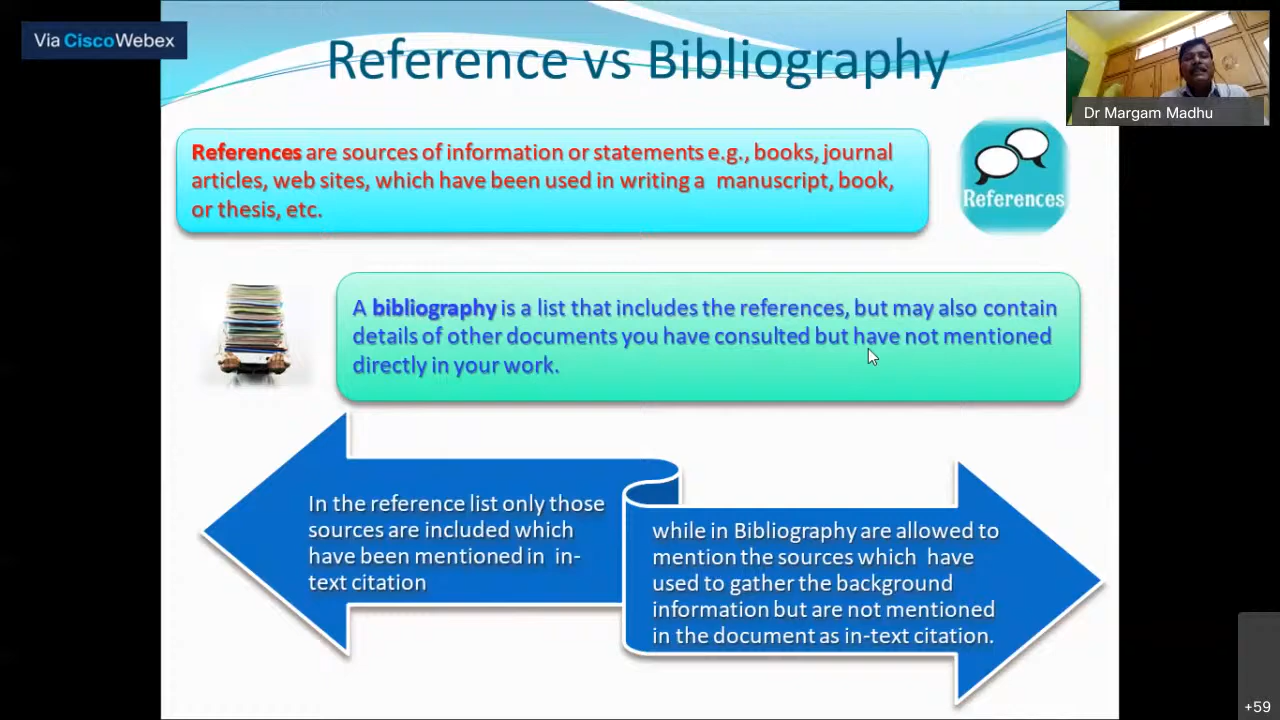 Via CiscoWebex
Reference vs Bibliography
Dr Margam Madhu
References are sources of information or statements e.g., books, journal
articles, web sites, which have been used in writing a manuscript, book,
or thesis, etc.
References
A bibliography is a list that includes the references, but may also contain
details of other documents you have consulted but have not mentioned
directly in your work.
In the reference list only those
sources are included which
have been mentioned in in-
text citation
while in Bibliography are allowed to
mention the sources which have
used to gather the background
information but are not mentioned
in the document as in-text citation.
+59